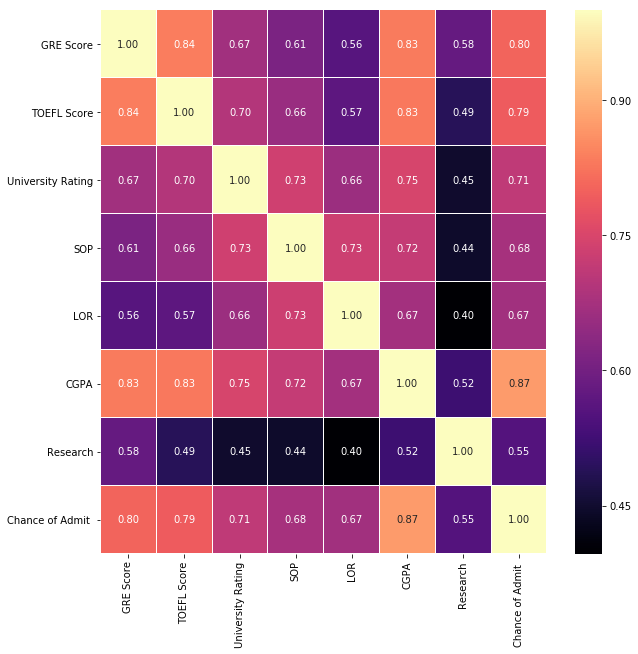 GRE Score 1.00 0.84 0.67 0.61 0.56 0.83 0.58 0.80
TOEFL Score 0.84 1.00 0.70 0.66 0.57 0.83 0.49 0.79
University Rating 0.67 0.70 1.00 0.73 0.66 0.75 0.45 0.71
SOP 0.61 0.66 0.73 1.00 0.73 0.72 0.44 0.68
LOR 0.56 0.57 0.66 0.73 1.00 0.67 0.40 0.67
CGPA 0.83 0.83 0.75 0.72 0.67 1.00 0.52 0.87
Research 0.58 0.49 0.45 0.44 0.40 0.52 1.00 0.55
Chance of Admit 0.80 0.79 0.71 0.68 0.67 0.87 0.55 1.00
GRE Score
TOEFL Score
University Rating
SOP
LOR
CGPA
Research
Chance of Admit
0.90
0.75
0.60
0.45